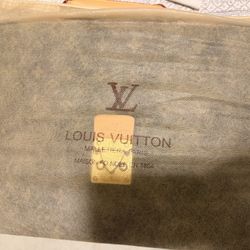 LV
LOUIS VUITTON
MALLETIER A PARIS
MAISON FONDÉE EN 1854